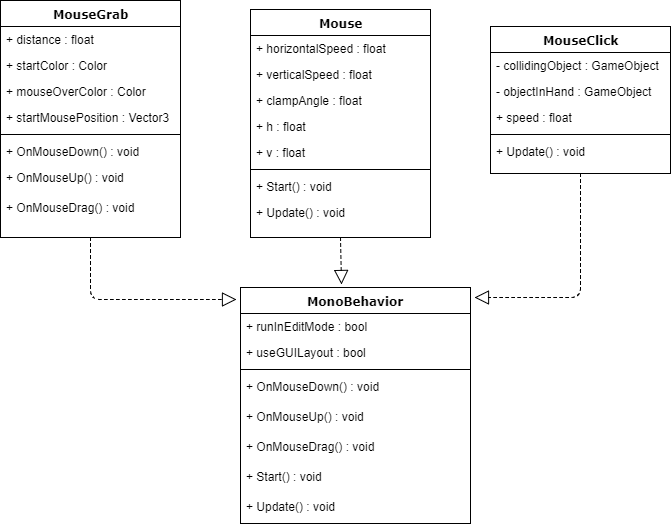 MouseGrab
+ distance : float
+ startColor : Color
+ mouseOverColor : Color
+ startMousePosition : Vector3
+ OnMouseDown() : void
+ OnMouseUp() : void
+ OnMouseDrag() : void
Mouse
+ horizontalSpeed : float
+ verticalSpeed : float
+ clampAngle : float
+ h : float
+ v : float
+ Start() : void
+ Update() : void
MouseClick
- collidingObject : GameObject
- objectInHand : GameObject
+ speed : float
+ Update() : void
MonoBehavior
+ runInEditMode : bool
+ useGUILayout : bool
+ OnMouseDown() : void
+ OnMouseUp() : void
+ OnMouseDrag() : void
+ Start() : void
+ Update() : void